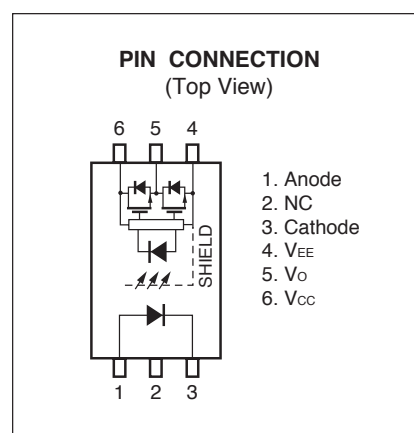 PIN CONNECTION
(Top View)
6 5 4
SHIELD
1 2 3
1. Anode
2. NC
3. Cathode
4. VEE
5. VO
6. VCC